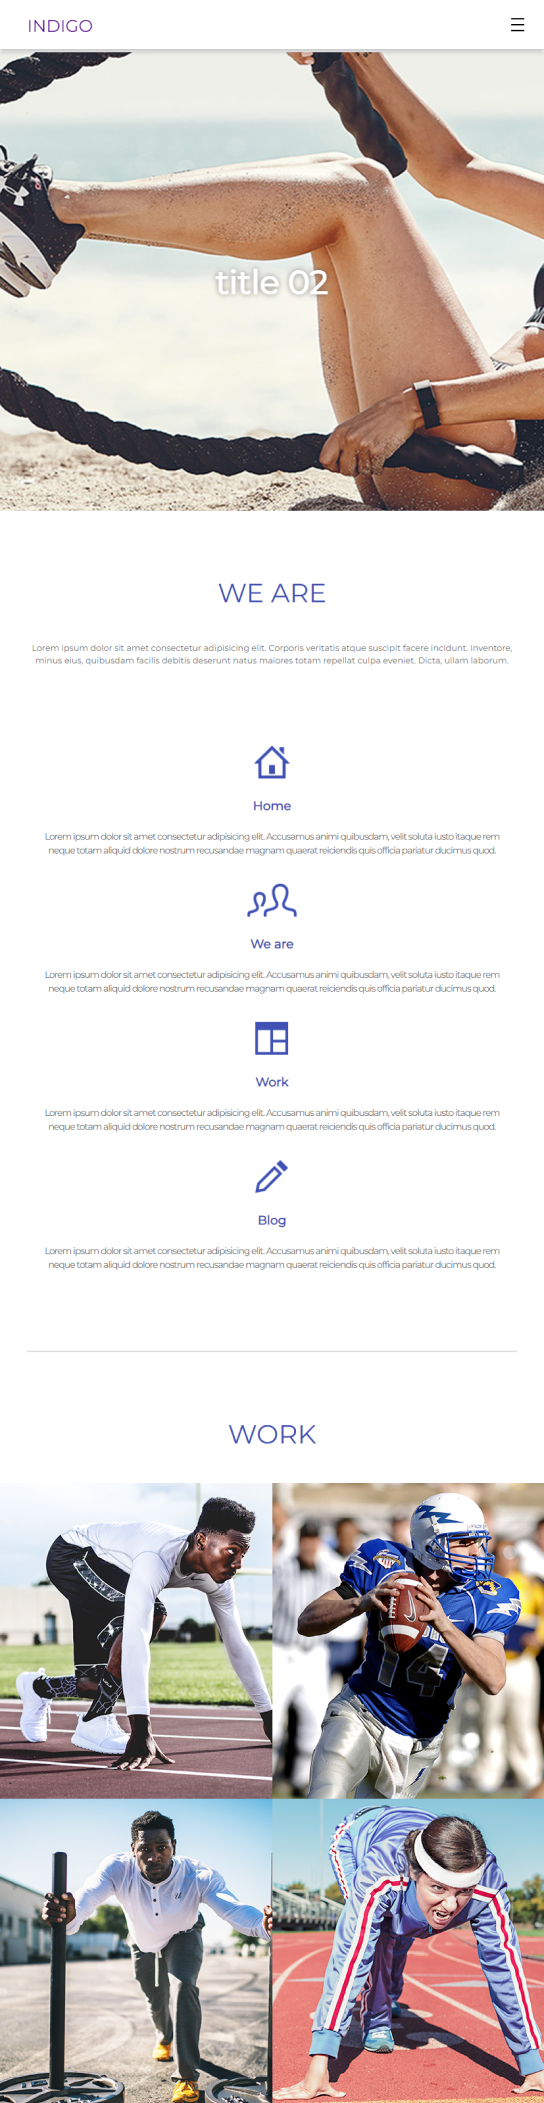 INDIGO
title 02
WE ARE
Lorem ipsum dolor sit amet consectetur adipisicing elit. Corporis veritatis atque suscipit facere incidunt. Inventore,
minus eius, quibusdam facilis debitis deserunt natus maiores totam repellat culpa eveniet. Dicta, ullam laborum.
Home
Lorem ipsum dolor sit amet consectetur adipisicing elit. Accusamus animi quibusdam, velit soluta iusto itaque rem
neque totam aliquid dolore nostrum recusandae magnam quaerat reiciendis quis officia pariatur ducimus quod.
We are
Lorem ipsum dolor sit amet consectetur adipisicing elit. Accusamus animi quibusdam, velit soluta iusto itaque rem
neque totam aliquid dolore nostrum recusandae magnam quaerat reiciendis quis officia pariatur ducimus quod.
Work
Lorem ipsum dolor sit amet consectetur adipisicing elit. Accusamus animi quibusdam, velit soluta iusto itaque rem
neque totam aliquid dolore nostrum recusandae magnam quaerat reiciendis quis officia pariatur ducimus quod.
Blog
Lorem ipsum dolor sit amet consectetur adipisicing elit. Accusamus animi quibusdam, velit soluta iusto itaque rem
neque totam aliquid dolore nostrum recusandae magnam quaerat reiciendis quis officia pariatur ducimus quod.
WORK
14